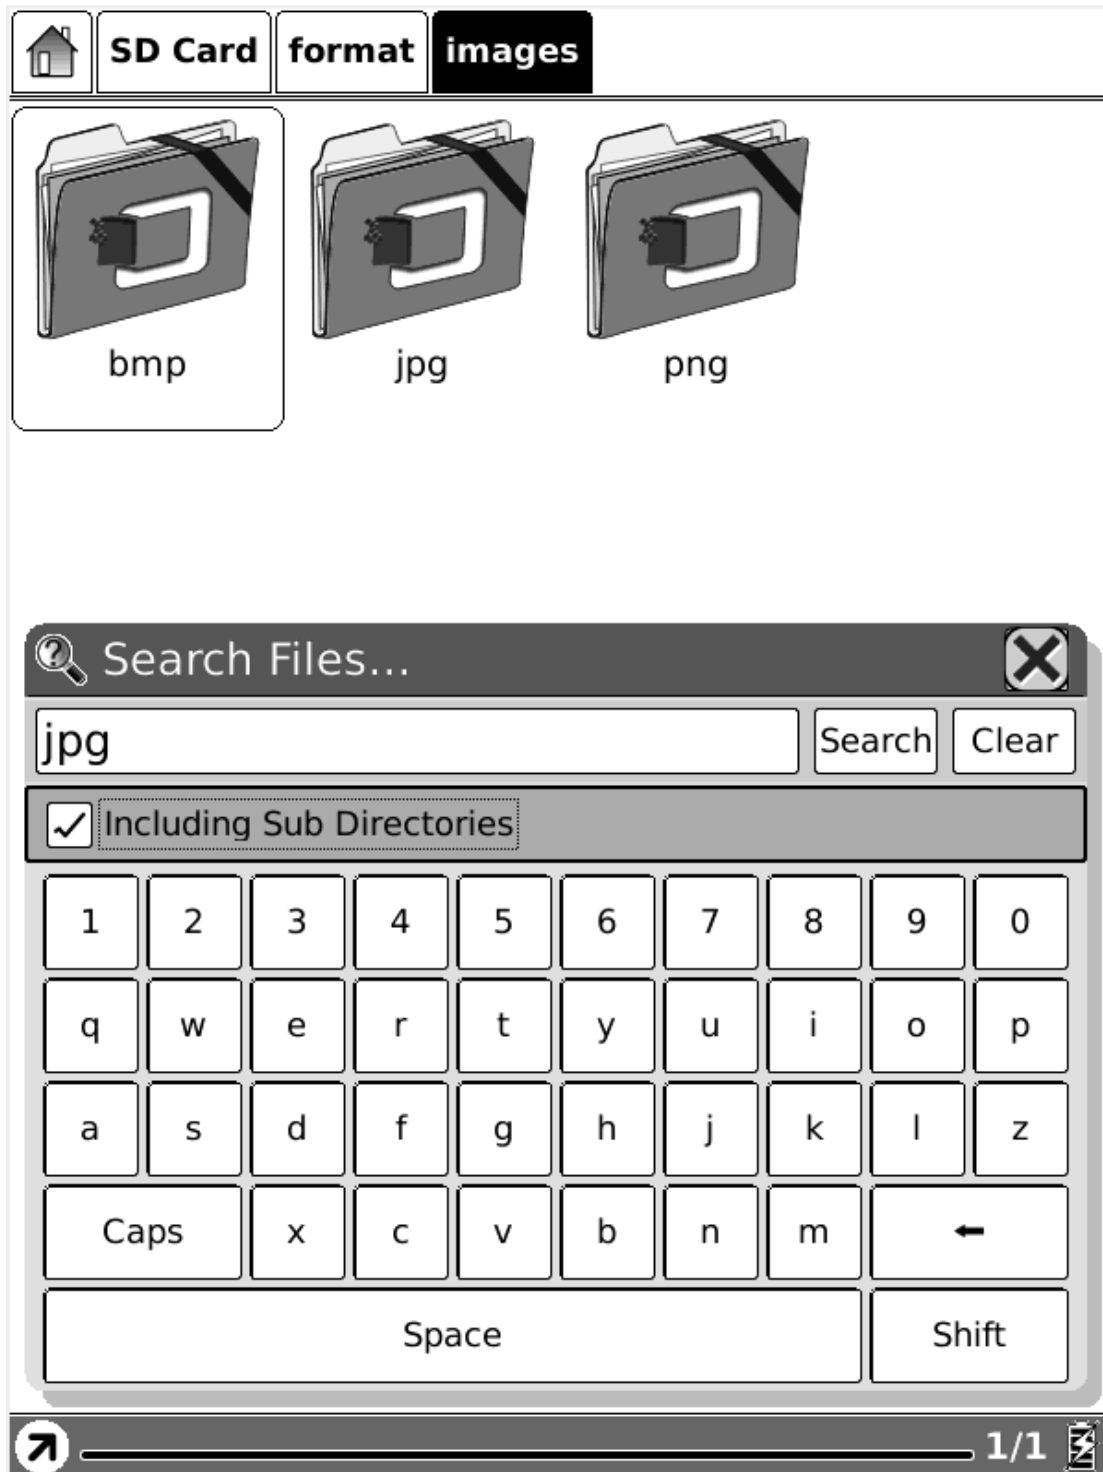 SD Card format images
bmp jpg png
Search Files...
jpg Search Clear
Including Sub Directories
1 2 3 4 5 6 7 8 9 0
q w e r t y u i o p
a s d f g h j k l z
Caps x c v b n m
Space Shift
1/1